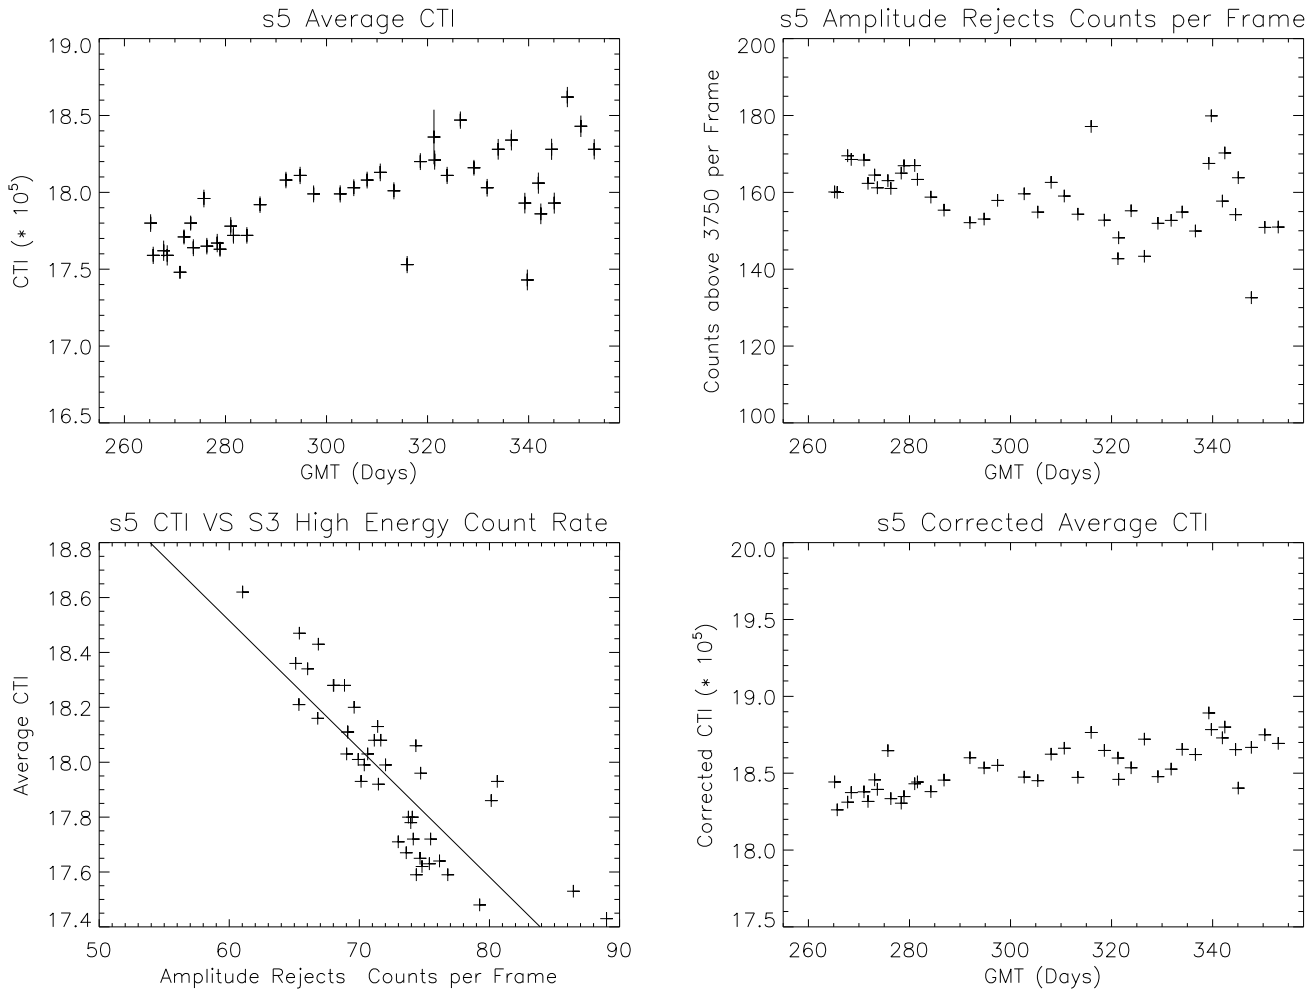 s5 Average CTI
19.0
18.5
18.0
17.5
17.0
16.5
CTI (* 10⁵)
260 280 300 320 340
GMT (Days)
s5 Amplitude Rejects Counts per Frame
200
180
160
140
120
100
Counts above 3750 per Frame
260 280 300 320 340
GMT (Days)
s5 CTI VS S3 High Energy Count Rate
18.8
18.6
18.4
18.2
18.0
17.8
17.6
17.4
Average CTI
50 60 70 80 90
Amplitude Rejects Counts per Frame
s5 Corrected Average CTI
20.0
19.5
19.0
18.5
18.0
17.5
Corrected CTI (* 10⁵)
260 280 300 320 340
GMT (Days)